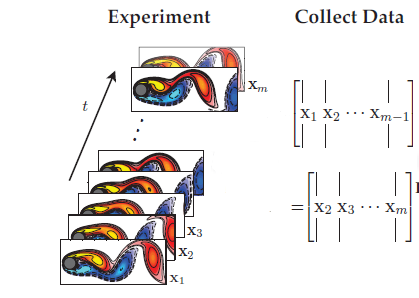 Experiment
Collect Data
t
x_m
x_3
x_2
x_1
[x_1 x_2 ⋯ x_{m−1}]
= [x_2 x_3 ⋯ x_m]